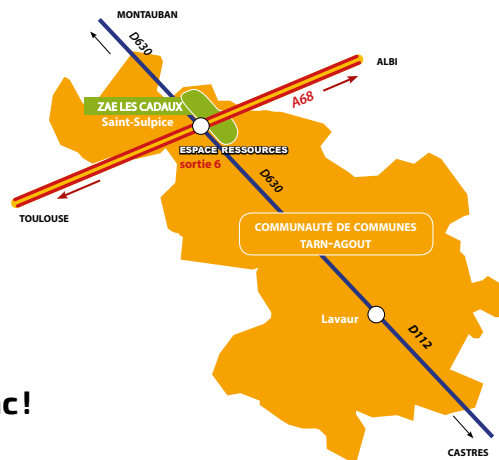 MONTAUBAN
D630
ALBI
A68
ZAE LES CADAUX
Saint-Sulpice
ESPACE RESSOURCES
sortie 6
D630
TOULOUSE
COMMUNAUTÉ DE COMMUNES
TARN-AGOUT
Lavaur
D112
c!
CASTRES